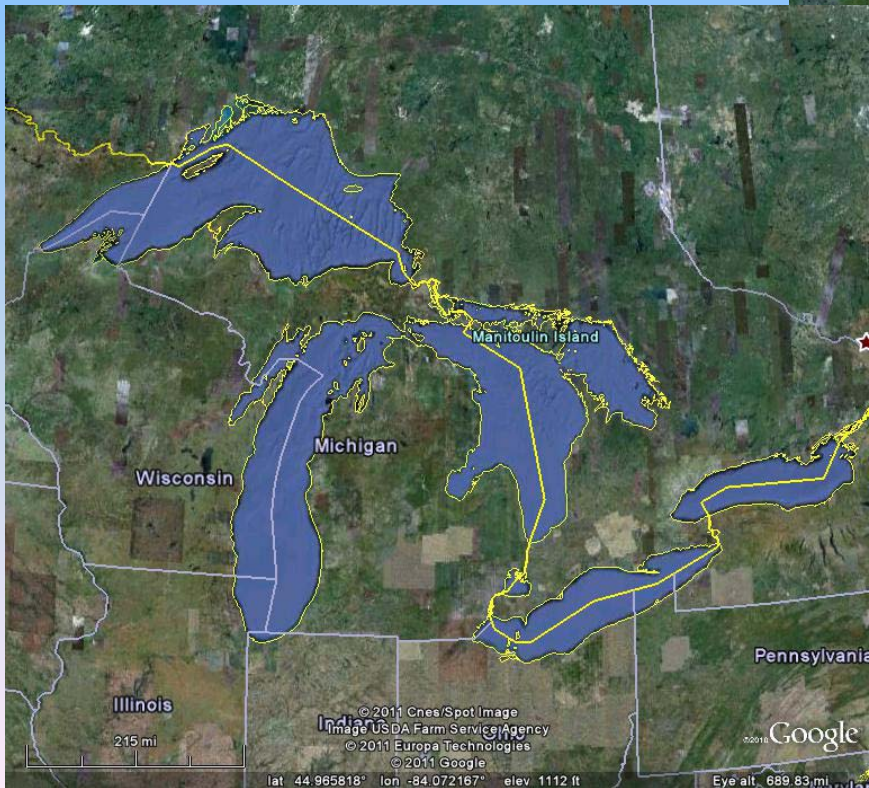 Manitoulin Island
Michigan
Wisconsin
Pennsylvania
Illinois
Indiana
Ohio
© 2011 Cnes/Spot Image
Image USDA Farm Service Agency
© 2011 Europa Technologies
© 2011 Google
215 mi
Google
lat 44.965818° lon -84.072167° elev 1112 ft
Eye alt 689.83 mi